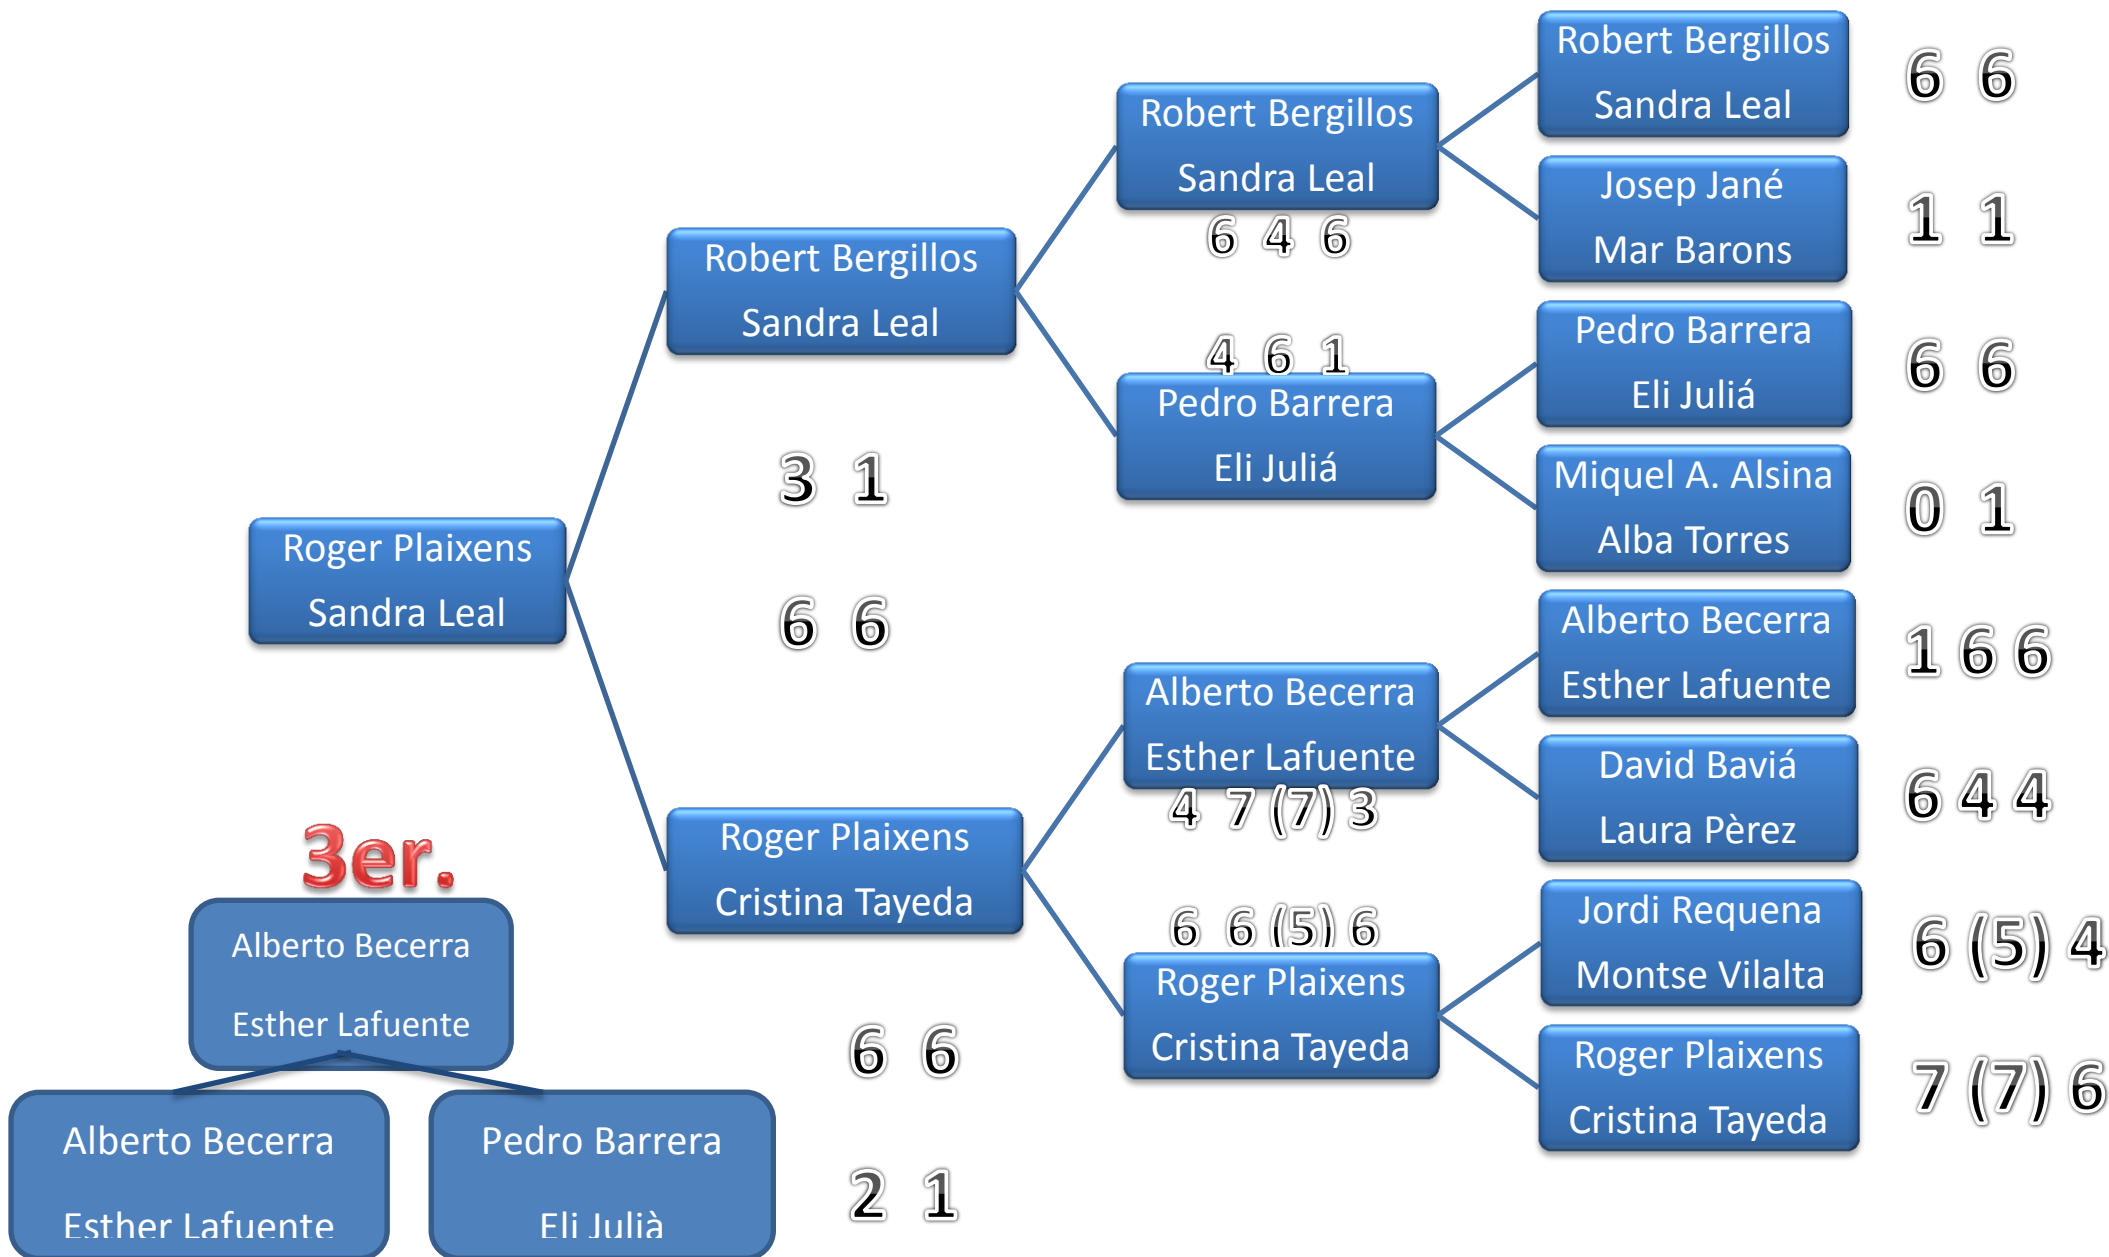 Roger Plaixens
Sandra Leal
Robert Bergillos
Sandra Leal
3 1
6 6
Roger Plaixens
Cristina Tayeda
Robert Bergillos
Sandra Leal
6 4 6
4 6 1
Pedro Barrera
Eli Juliá
Alberto Becerra
Esther Lafuente
4 7 (7) 3
6 6 (5) 6
Roger Plaixens
Cristina Tayeda
Robert Bergillos
Sandra Leal
6 6
Josep Jané
Mar Barons
1 1
Pedro Barrera
Eli Juliá
6 6
Miquel A. Alsina
Alba Torres
0 1
Alberto Becerra
Esther Lafuente
1 6 6
David Baviá
Laura Pèrez
6 4 4
Jordi Requena
Montse Vilalta
6 (5) 4
Roger Plaixens
Cristina Tayeda
7 (7) 6
3er.
Alberto Becerra
Esther Lafuente
Alberto Becerra
Esther Lafuente
Pedro Barrera
Eli Julià
6 6
2 1